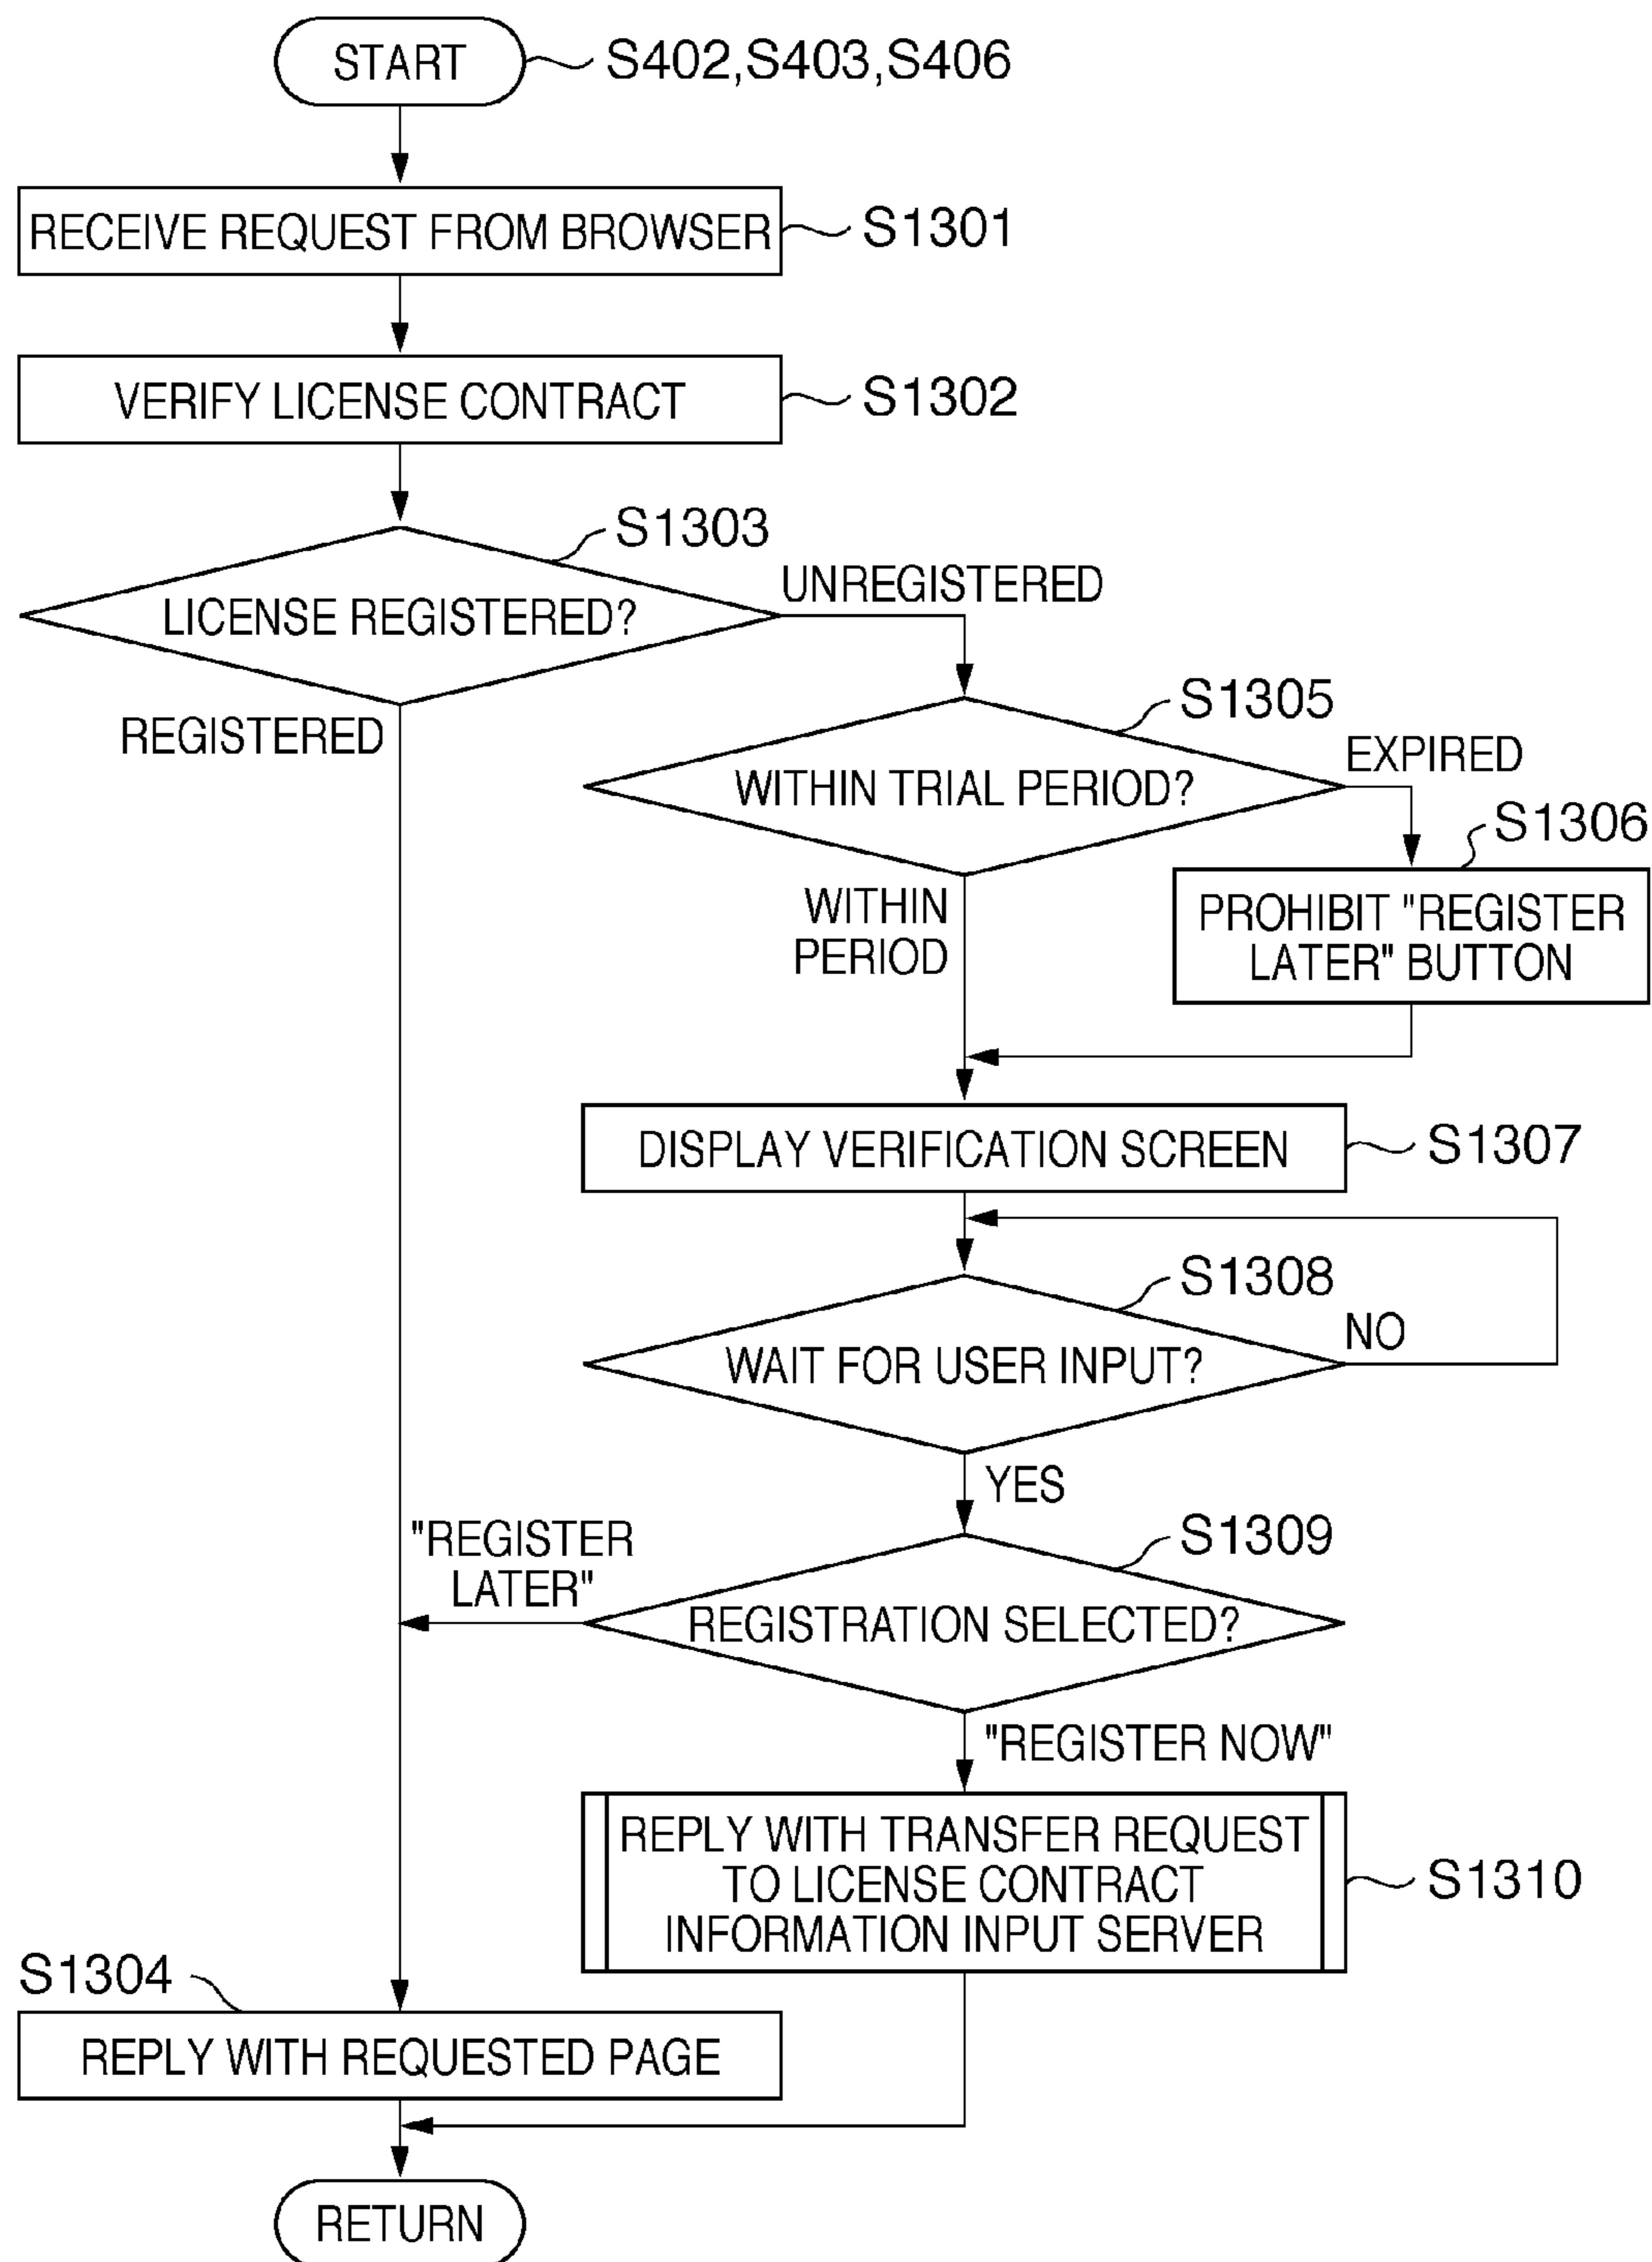 START
S402,S403,S406
RECEIVE REQUEST FROM BROWSER
S1301
VERIFY LICENSE CONTRACT
S1302
S1303
LICENSE REGISTERED?
UNREGISTERED
REGISTERED
S1305
WITHIN TRIAL PERIOD?
EXPIRED
S1306
PROHIBIT "REGISTER
LATER" BUTTON
WITHIN
PERIOD
DISPLAY VERIFICATION SCREEN
S1307
S1308
WAIT FOR USER INPUT?
NO
YES
S1309
"REGISTER
LATER"
REGISTRATION SELECTED?
"REGISTER NOW"
REPLY WITH TRANSFER REQUEST
TO LICENSE CONTRACT
INFORMATION INPUT SERVER
S1310
S1304
REPLY WITH REQUESTED PAGE
RETURN